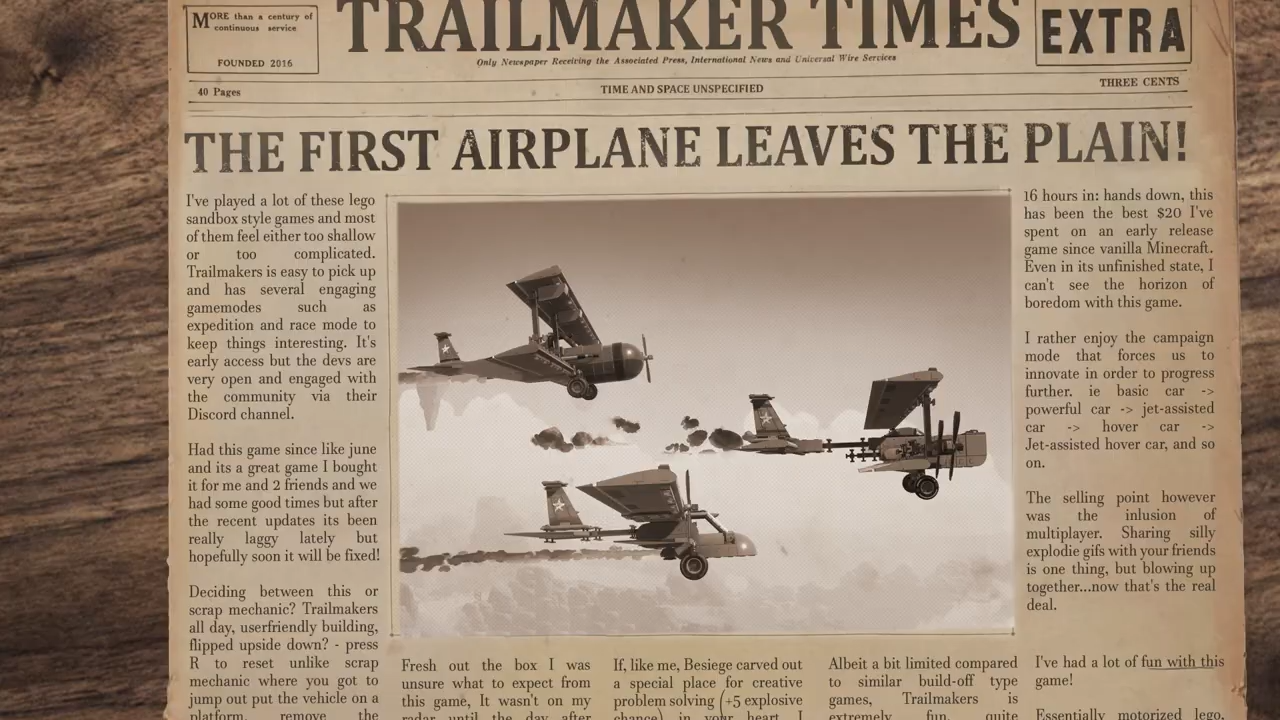 MORE than a century of
continuous service
FOUNDED 2016
TRAILMAKER TIMES
Only Newspaper Receiving the Associated Press, International News and Universal Wire Services
EXTRA
40 Pages
TIME AND SPACE UNSPECIFIED
THREE CENTS
THE FIRST AIRPLANE LEAVES THE PLAIN!
I've played a lot of these lego
sandbox style games and most
of them feel either too shallow
or too complicated.
Trailmakers is easy to pick up
and has several engaging
gamemodes such as
expedition and race mode to
keep things interesting. It's
early access but the devs are
very open and engaged with
the community via their
Discord channel.
Had this game since like june
and its a great game I bought
it for me and 2 friends and we
had some good times but after
the recent updates its been
really laggy lately but
hopefully soon it will be fixed!
Deciding between this or
scrap mechanic? Trailmakers
all day, userfriendly building,
flipped upside down? - press
R to reset unlike scrap
mechanic where you got to
jump out put the vehicle on a
platform, remove the
Fresh out the box I was
unsure what to expect from
this game, It wasn't on my
radar until the day after
If, like me, Besiege carved out
a special place for creative
problem solving (+5 explosive
chance) in your heart, I
Albeit a bit limited compared
to similar build-off type
games, Trailmakers is
extremely fun, quite
16 hours in: hands down, this
has been the best $20 I've
spent on an early release
game since vanilla Minecraft.
Even in its unfinished state, I
can't see the horizon of
boredom with this game.
I rather enjoy the campaign
mode that forces us to
innovate in order to progress
further. ie basic car ->
powerful car -> jet-assisted
car -> hover car ->
Jet-assisted hover car, and so
on.
The selling point however
was the inlusion of
multiplayer. Sharing silly
explodie gifs with your friends
is one thing, but blowing up
together...now that's the real
deal.
I've had a lot of fun with this
game!
Essentially motorized lego,